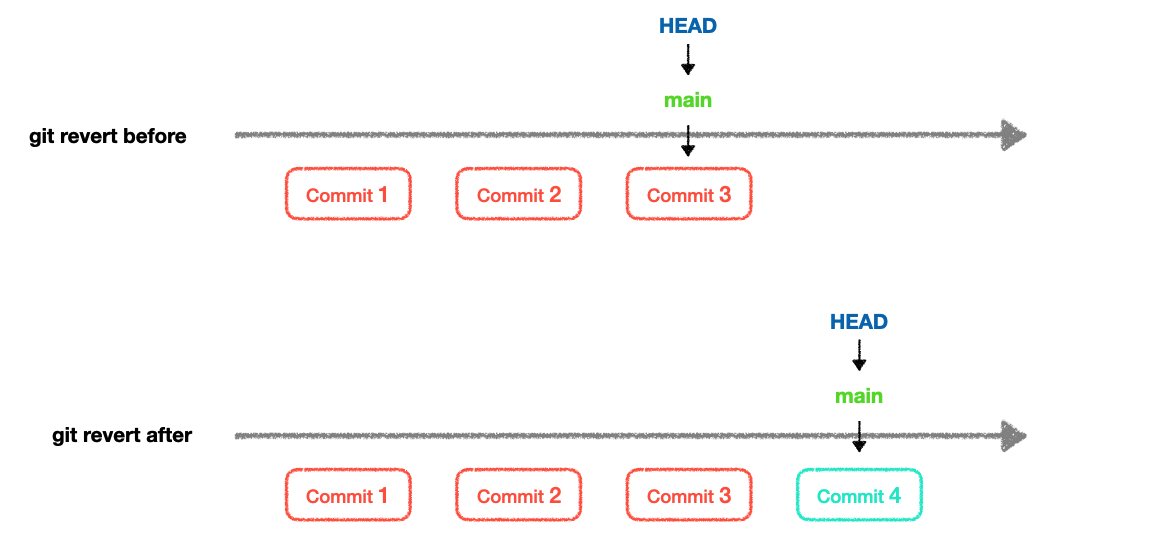 HEAD
main
git revert before
Commit 1
Commit 2
Commit 3
HEAD
main
git revert after
Commit 1
Commit 2
Commit 3
Commit 4